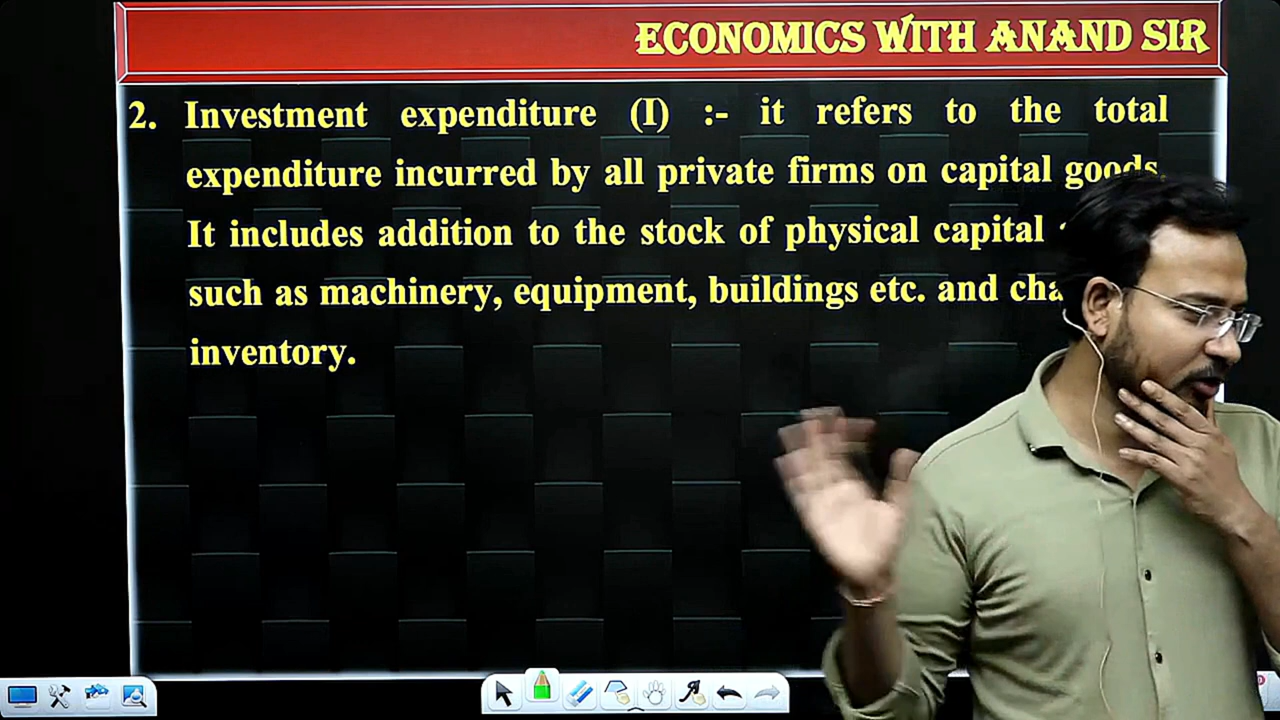 ECONOMICS WITH ANAND SIR
2. Investment expenditure (I) :- it refers to the total
expenditure incurred by all private firms on capital goods.
It includes addition to the stock of physical capital
such as machinery, equipment, buildings etc. and
inventory.